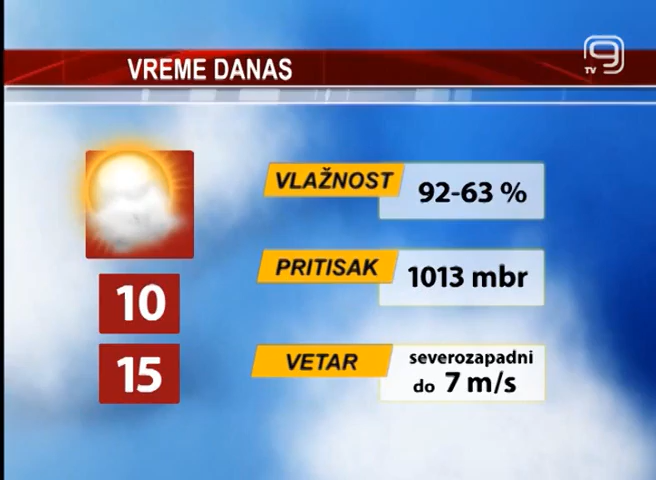 VREME DANAS
9
TV
VLAŽNOST
92-63 %
PRITISAK
1013 mbr
10
VETAR
severozapadni
do 7 m/s
15